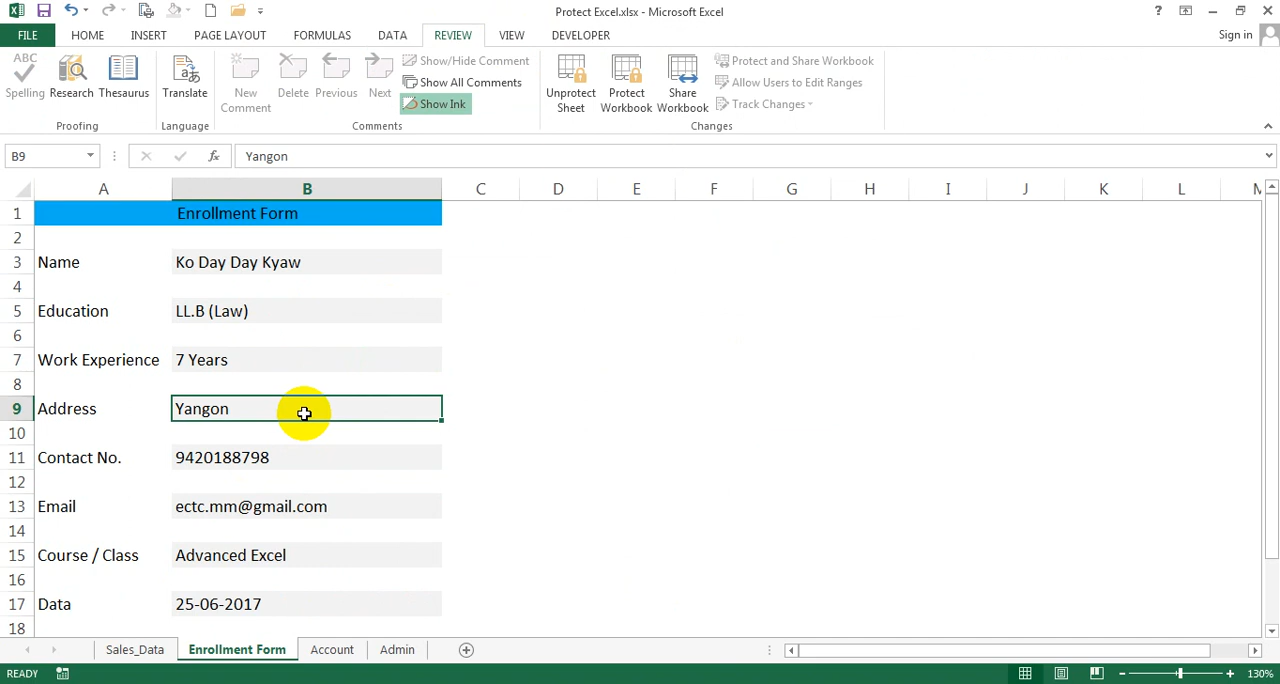 Protect Excel.xlsx - Microsoft Excel
?
Sign in
FILE HOME INSERT PAGE LAYOUT FORMULAS DATA REVIEW VIEW DEVELOPER
ABC
Spelling
Research
Thesaurus
Proofing
Translate
Language
New Comment
Delete
Previous
Next
Show/Hide Comment
Show All Comments
Show Ink
Comments
Unprotect Sheet
Protect Workbook
Share Workbook
Protect and Share Workbook
Allow Users to Edit Ranges
Track Changes
Changes
B9 fx Yangon
A B C D E F G H I J K L M
1 Enrollment Form
2
3 Name Ko Day Day Kyaw
4
5 Education LL.B (Law)
6
7 Work Experience 7 Years
8
9 Address Yangon
10
11 Contact No. 9420188798
12
13 Email ectc.mm@gmail.com
14
15 Course / Class Advanced Excel
16
17 Data 25-06-2017
18
Sales_Data Enrollment Form Account Admin
READY 130%